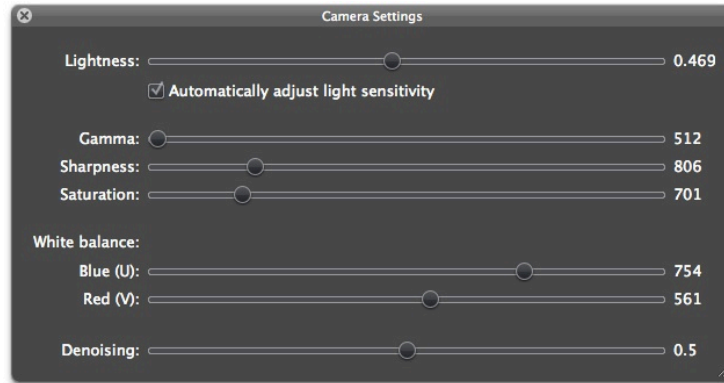 Camera Settings
Lightness: 0.469
Automatically adjust light sensitivity
Gamma: 512
Sharpness: 806
Saturation: 701
White balance:
Blue (U): 754
Red (V): 561
Denoising: 0.5